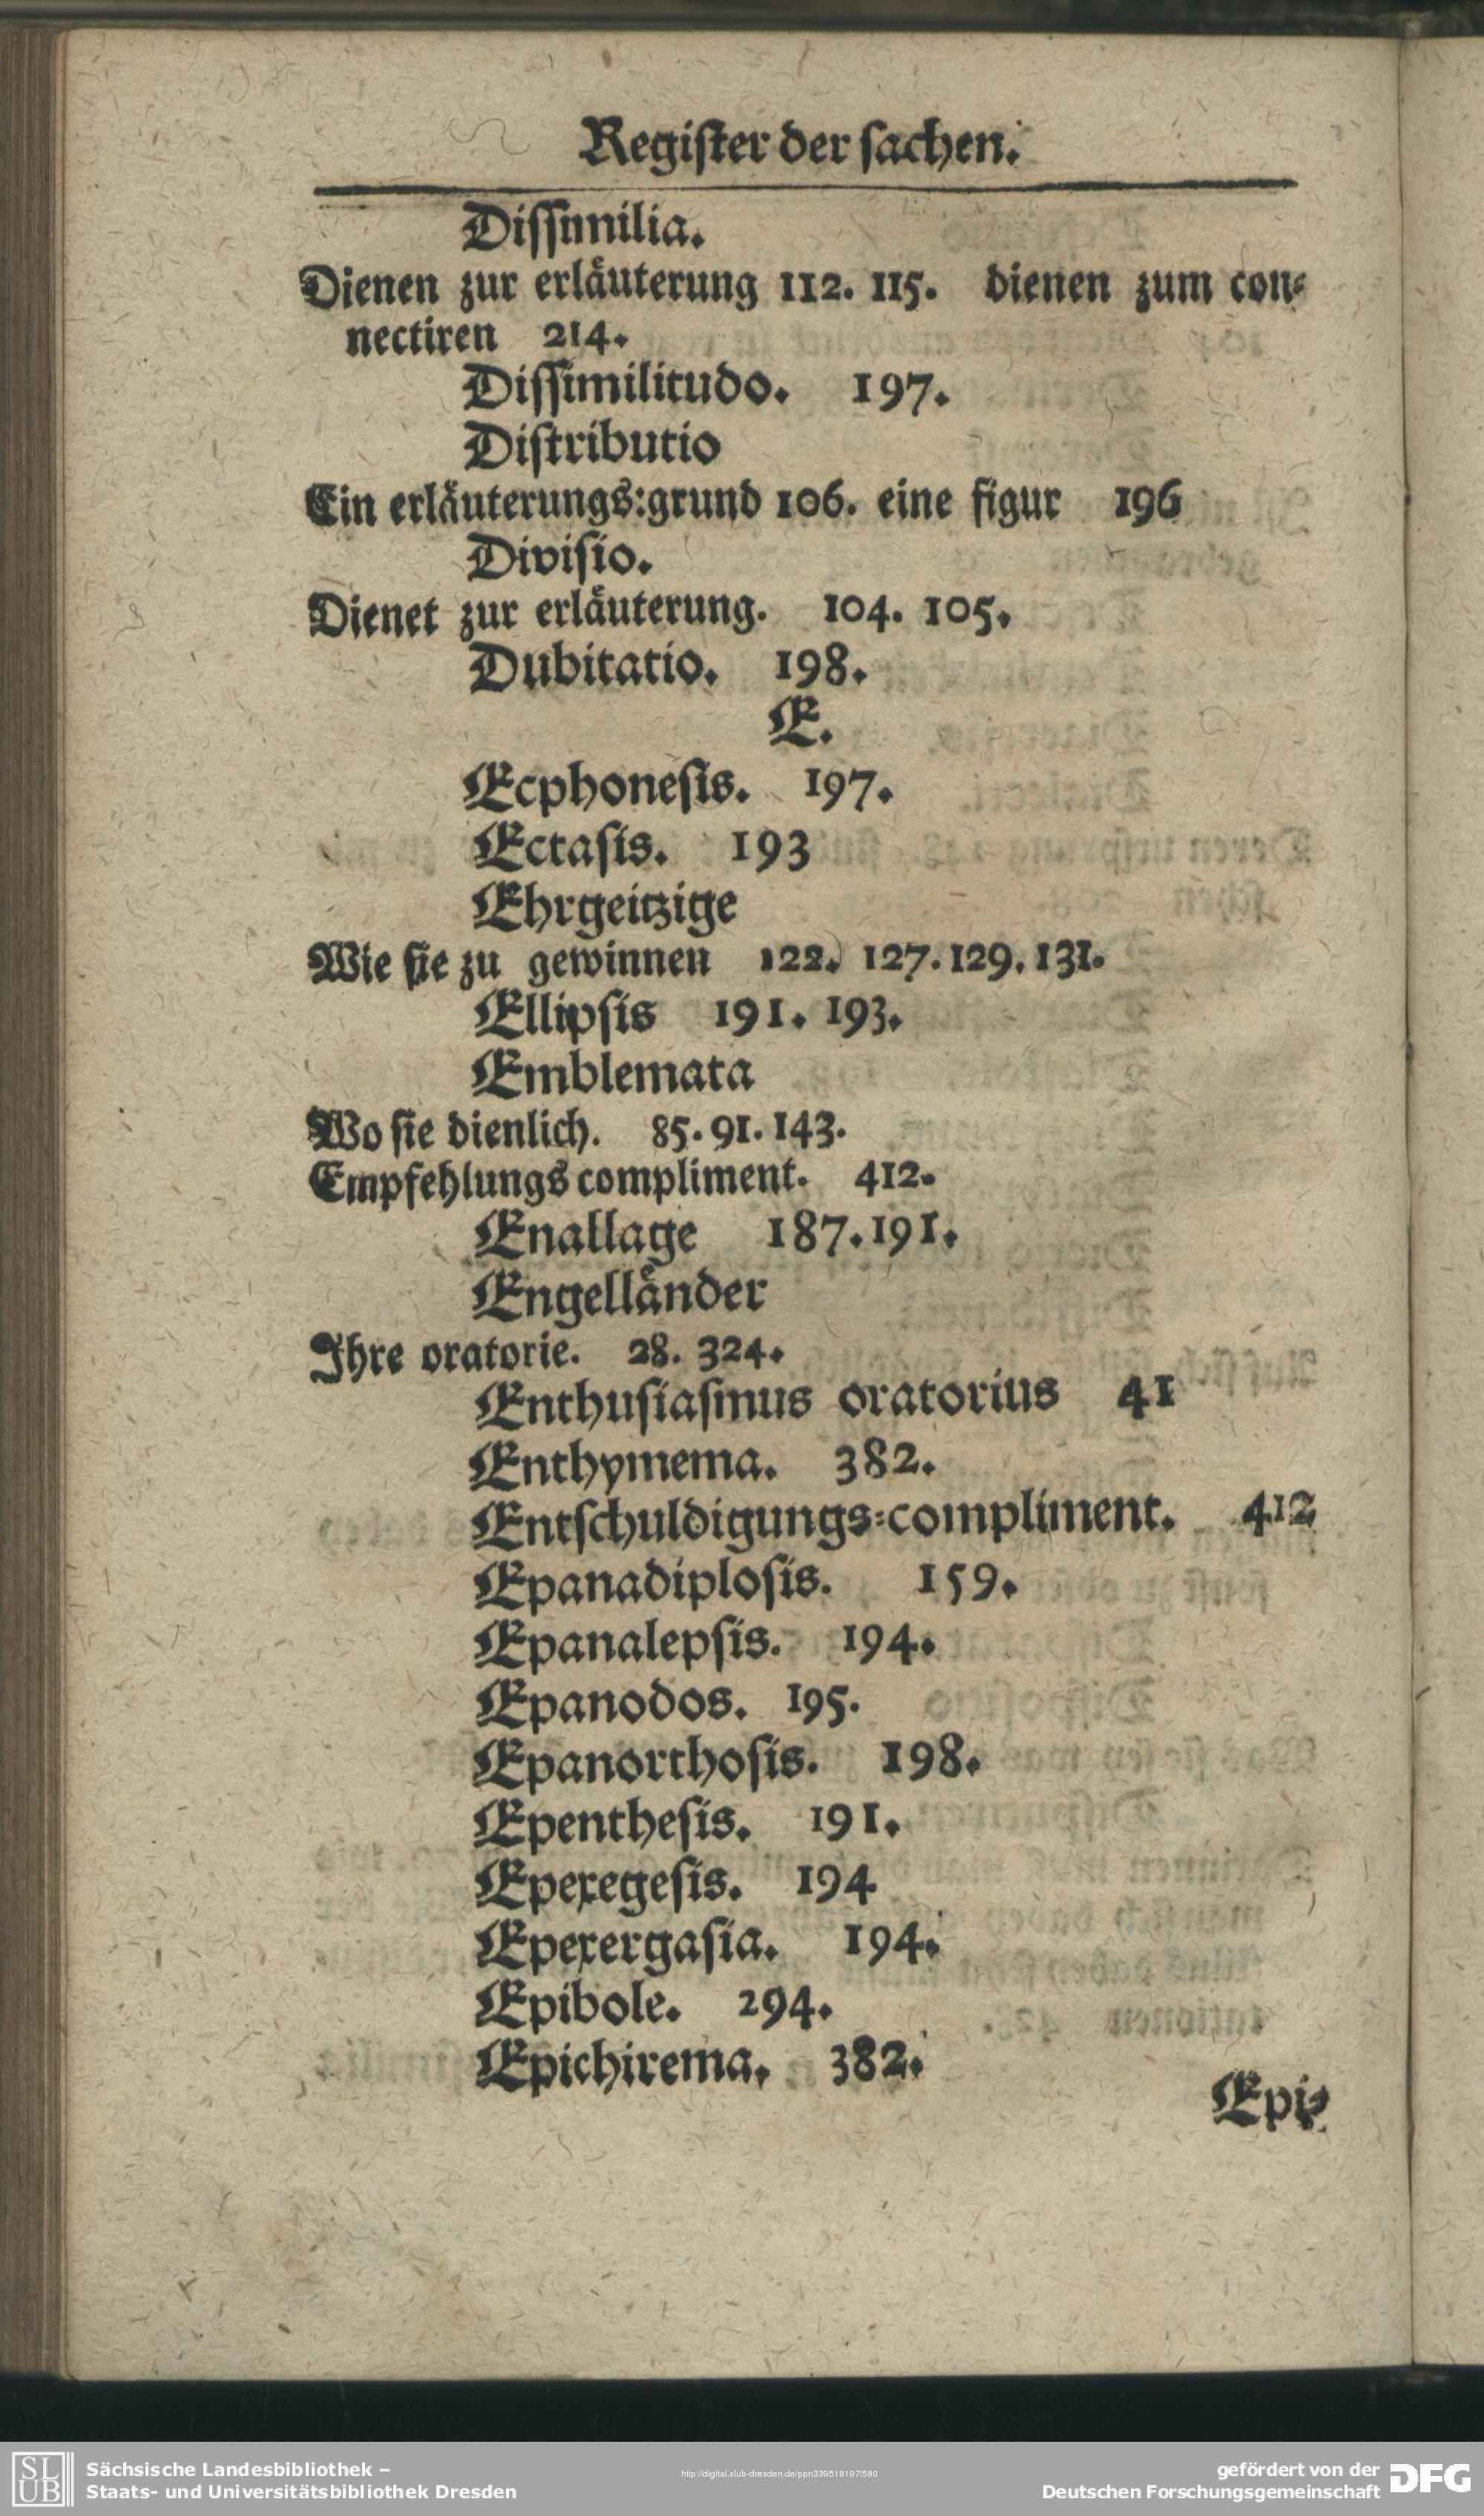 Regiſter der ſachen.
Diſſimilia.
Dienen zur erläuterung 112. 115. dienen zum con⸗
nectiren 214.
Diſſimilitudo. 197.
Diſtributio
Ein erläuterungs:grund 106. eine figur 196
Diviſio.
Dienet zur erläuterung. 104. 105.
Dubitatio. 198.
E.
Ecphoneſis. 197.
Ectaſis. 193
Ehrgeitzige
Wie ſie zu gewinnen 122. 127. 129. 131.
Ellipſis 191. 193.
Emblemata
Wo ſie dienlich. 85. 91. 143.
Empfehlungs compliment. 412.
Enallage 187. 191.
Engelländer
Ihre oratorie. 28. 324.
Enthuſiaſmus oratorius 41
Enthymema. 382.
Entſchuldigungs⸗compliment. 412
Epanadiploſis. 159.
Epanalepſis. 194.
Epanodos. 195.
Epanorthoſis. 198.
Epentheſis. 191.
Epexegeſis. 194
Epexergaſia. 194.
Epibole. 294.
Epichirema. 382.
Epi⸗
SLUB
Sächsische Landesbibliothek –
Staats- und Universitätsbibliothek Dresden
http://digital.slub-dresden.de/ppn339518197/580
gefördert von der
Deutschen Forschungsgemeinschaft
DFG